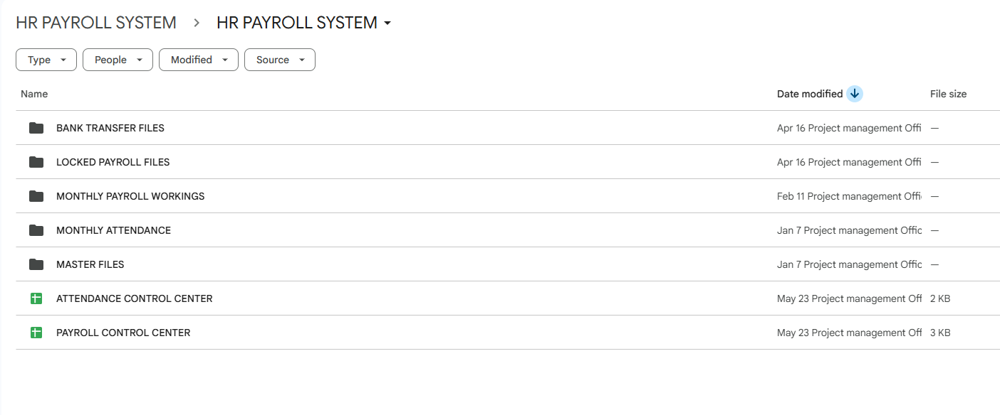 HR PAYROLL SYSTEM > HR PAYROLL SYSTEM
Type People Modified Source
Name Date modified File size
BANK TRANSFER FILES Apr 16 Project management Offi —
LOCKED PAYROLL FILES Apr 16 Project management Offi —
MONTHLY PAYROLL WORKINGS Feb 11 Project management Offi —
MONTHLY ATTENDANCE Jan 7 Project management Offic —
MASTER FILES Jan 7 Project management Offic —
ATTENDANCE CONTROL CENTER May 23 Project management Off 2 KB
PAYROLL CONTROL CENTER May 23 Project management Off 3 KB